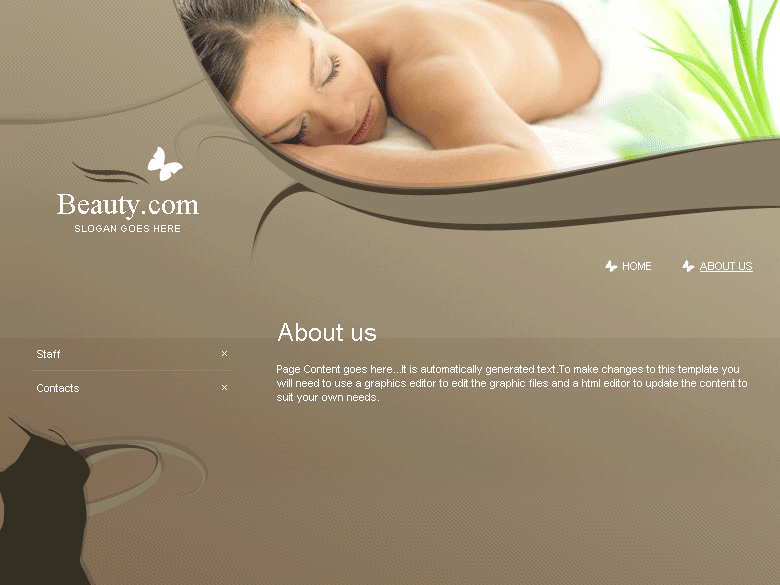 Beauty.com
SLOGAN GOES HERE
HOME
ABOUT US
Staff ×
Contacts ×
About us
Page Content goes here...It is automatically generated text.To make changes to this template you
will need to use a graphics editor to edit the graphic files and a html editor to update the content to
suit your own needs.